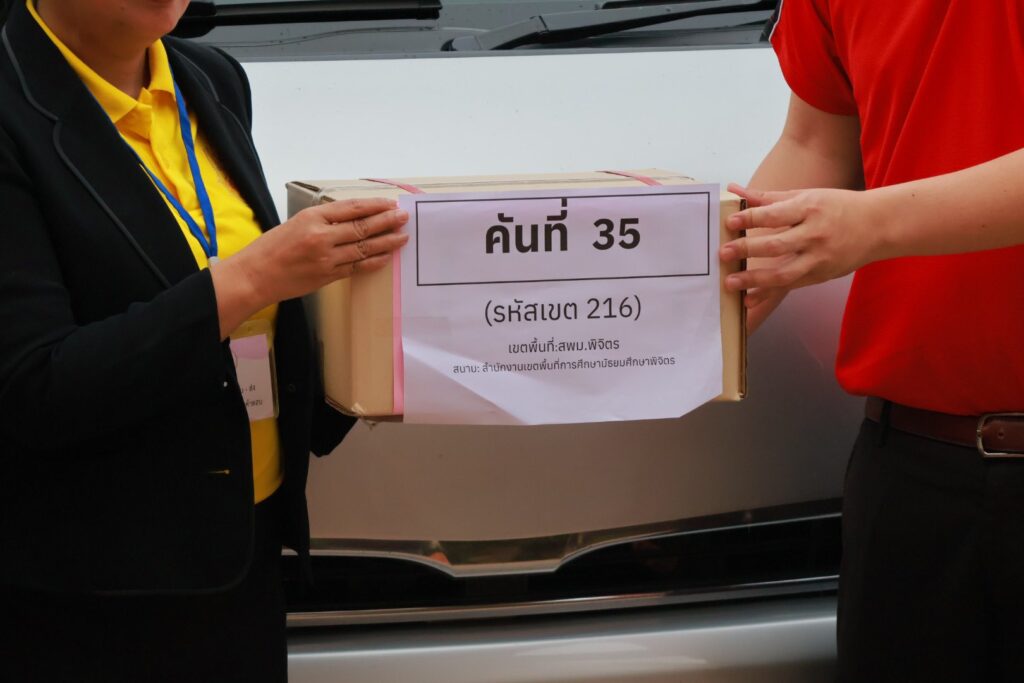 คันที่ 35
(รหัสเขต 216)
เขตพื้นที่:สพม.พิจิตร
สนาม: สำนักงานเขตพื้นที่การศึกษามัธยมศึกษาพิจิตร
- ส่ง